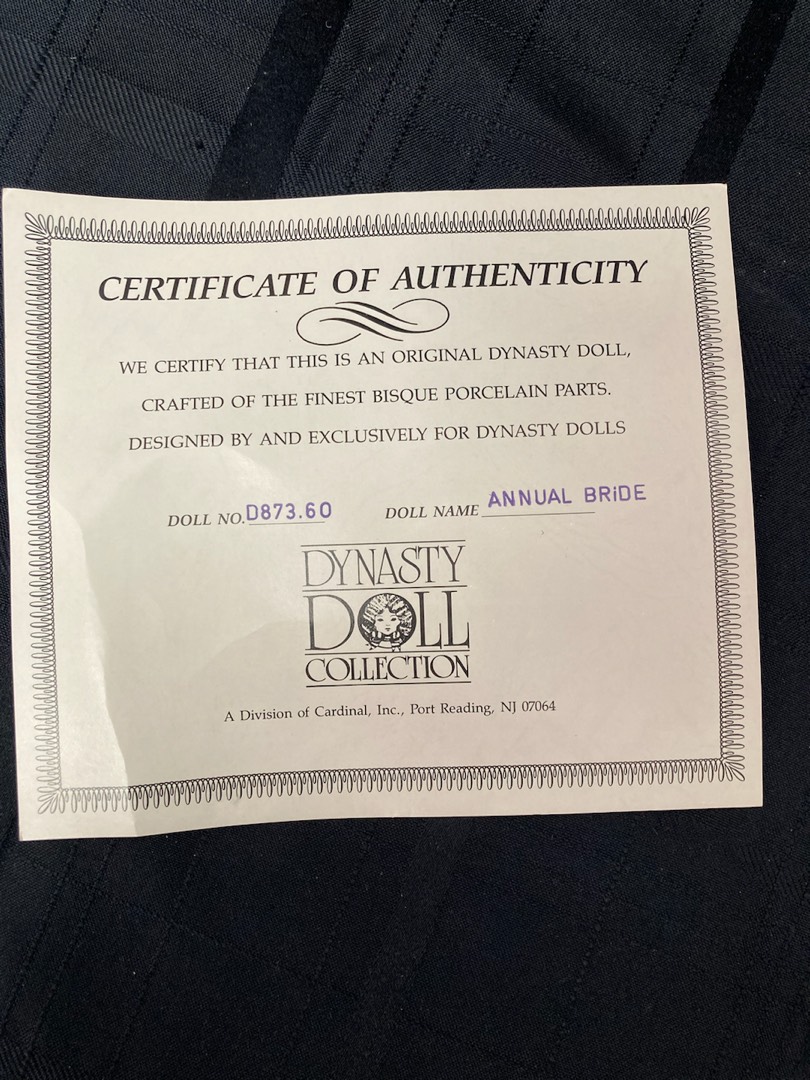 CERTIFICATE OF AUTHENTICITY
WE CERTIFY THAT THIS IS AN ORIGINAL DYNASTY DOLL,
CRAFTED OF THE FINEST BISQUE PORCELAIN PARTS.
DESIGNED BY AND EXCLUSIVELY FOR DYNASTY DOLLS
DOLL NO. D873.60 DOLL NAME ANNUAL BRiDE
DYNASTY
DOLL
COLLECTION
A Division of Cardinal, Inc., Port Reading, NJ 07064